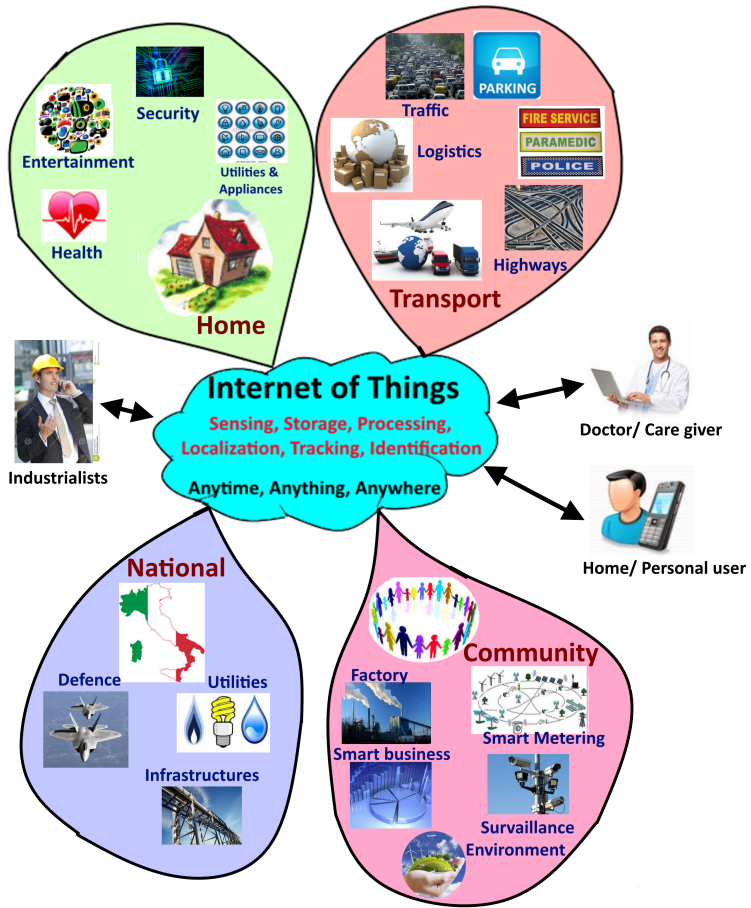 Security
Entertainment
Utilities &
Appliances
Health
Home
Traffic
PARKING
Logistics
FIRE SERVICE
PARAMEDIC
POLICE
Highways
Transport
Internet of Things
Sensing, Storage, Processing,
Localization, Tracking, Identification
Anytime, Anything, Anywhere
Industrialists
Doctor/ Care giver
Home/ Personal user
National
Defence
Utilities
Infrastructures
Community
Factory
Smart Metering
Smart business
Survaillance
Environment